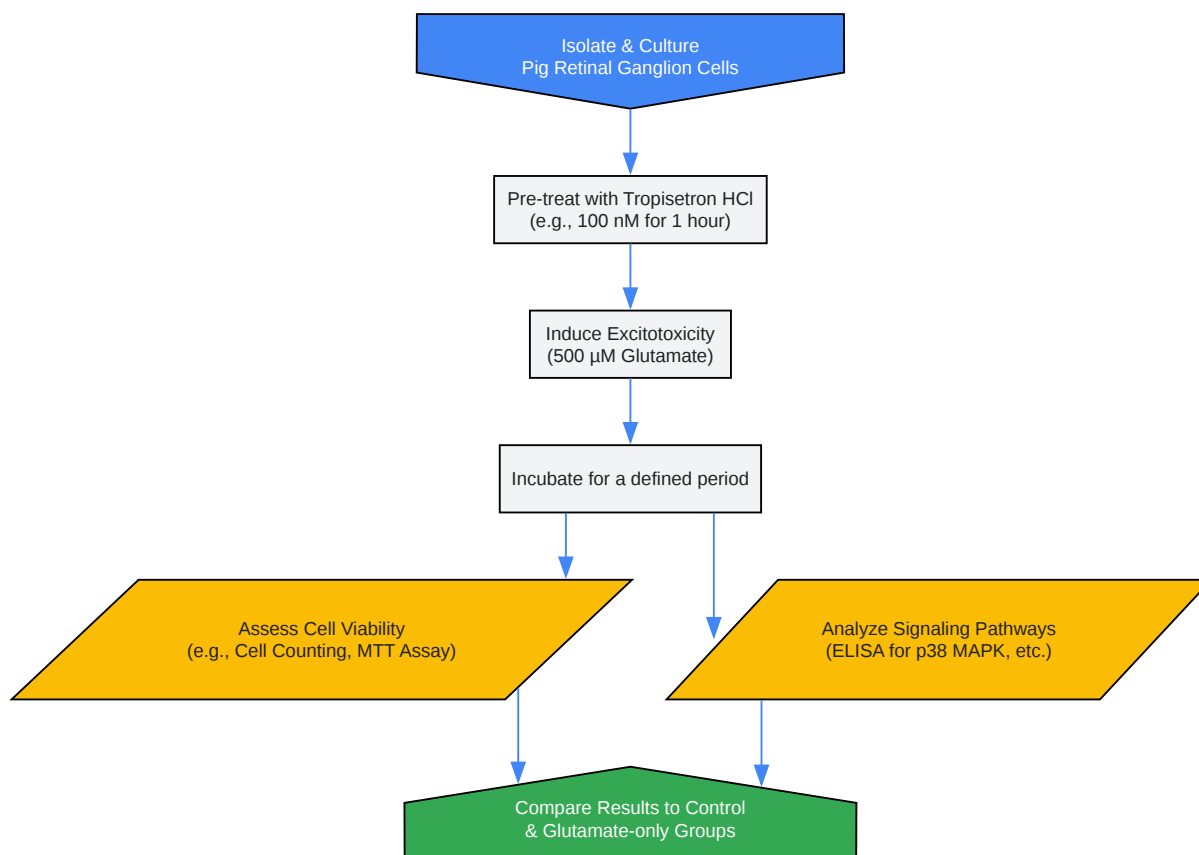 Isolate & Culture
Pig Retinal Ganglion Cells
Pre-treat with Tropisetron HCl
(e.g., 100 nM for 1 hour)
Induce Excitotoxicity
(500 µM Glutamate)
Incubate for a defined period
Assess Cell Viability
(e.g., Cell Counting, MTT Assay)
Analyze Signaling Pathways
(ELISA for p38 MAPK, etc.)
Compare Results to Control
& Glutamate-only Groups